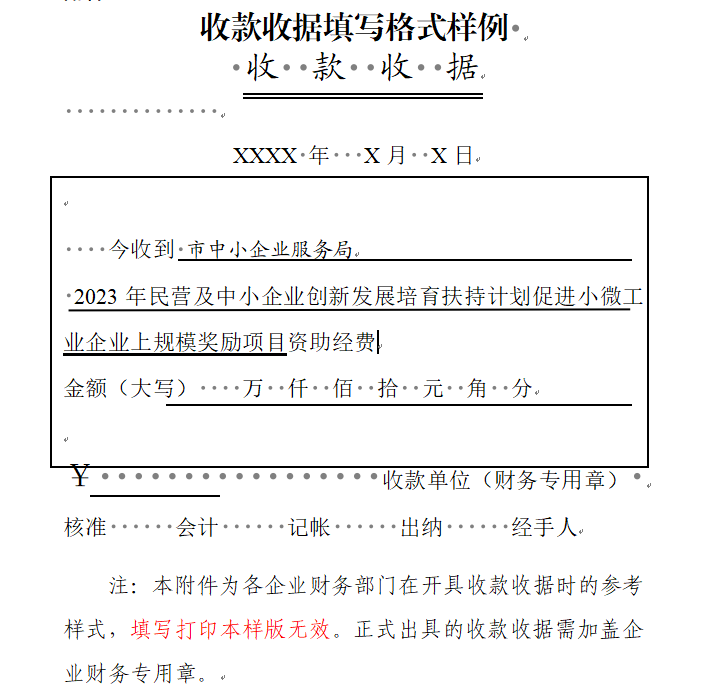 收款收据填写格式样例
收 款 收 据
XXXX 年 X 月 X 日
今收到 市中小企业服务局
2023 年民营及中小企业创新发展培育扶持计划促进小微工
业企业上规模奖励项目资助经费
金额（大写） 万 仟 佰 拾 元 角 分
¥ 收款单位（财务专用章）
核准 会计 记帐 出纳 经手人
注：本附件为各企业财务部门在开具收款收据时的参考
样式，填写打印本样版无效。正式出具的收款收据需加盖企
业财务专用章。